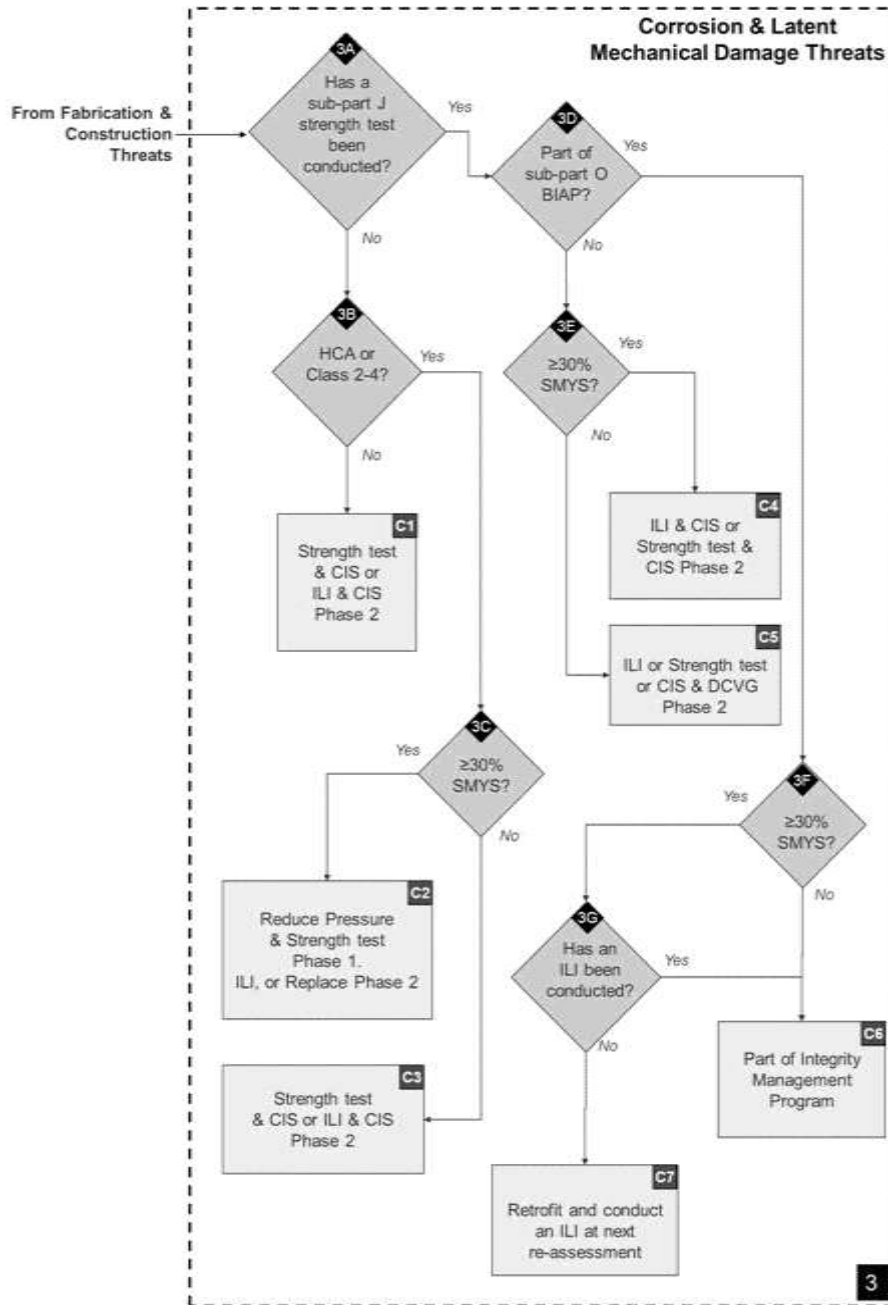 Corrosion & Latent
Mechanical Damage Threats
From Fabrication &
Construction
Threats
3A
Has a
sub-part J
strength test
been
conducted?
Yes
No
3D
Part of
sub-part O
BIAP?
Yes
No
3B
HCA or
Class 2-4?
Yes
No
3E
≥30%
SMYS?
Yes
No
C1
Strength test
& CIS or
ILI & CIS
Phase 2
C4
ILI & CIS or
Strength test &
CIS Phase 2
C5
ILI or Strength test
or CIS & DCVG
Phase 2
3C
≥30%
SMYS?
Yes
No
3F
≥30%
SMYS?
Yes
No
C2
Reduce Pressure
& Strength test
Phase 1.
ILI, or Replace Phase 2
3G
Has an
ILI been
conducted?
Yes
No
C6
Part of Integrity
Management
Program
C3
Strength test
& CIS or ILI & CIS
Phase 2
C7
Retrofit and conduct
an ILI at next
re-assessment
3